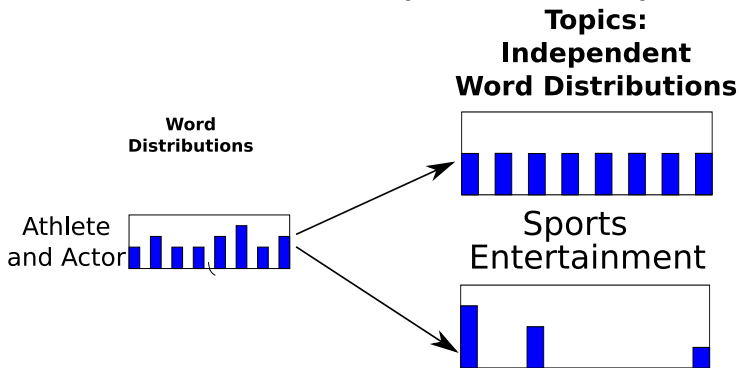 Topics:
Independent
Word Distributions
Word
Distributions
Athlete
and Actor
Sports
Entertainment